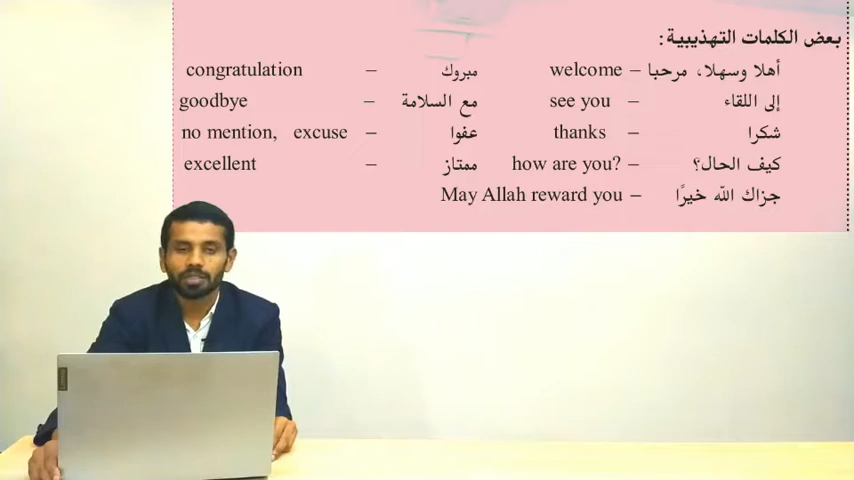 بعض الكلمات التهذيبية:
أهلا وسهلا، مرحبا – welcome مبروك – congratulation
إلى اللقاء – see you مع السلامة – goodbye
شكرا – thanks عفوا – no mention, excuse
كيف الحال؟ – how are you? ممتاز – excellent
جزاك الله خيرًا – May Allah reward you